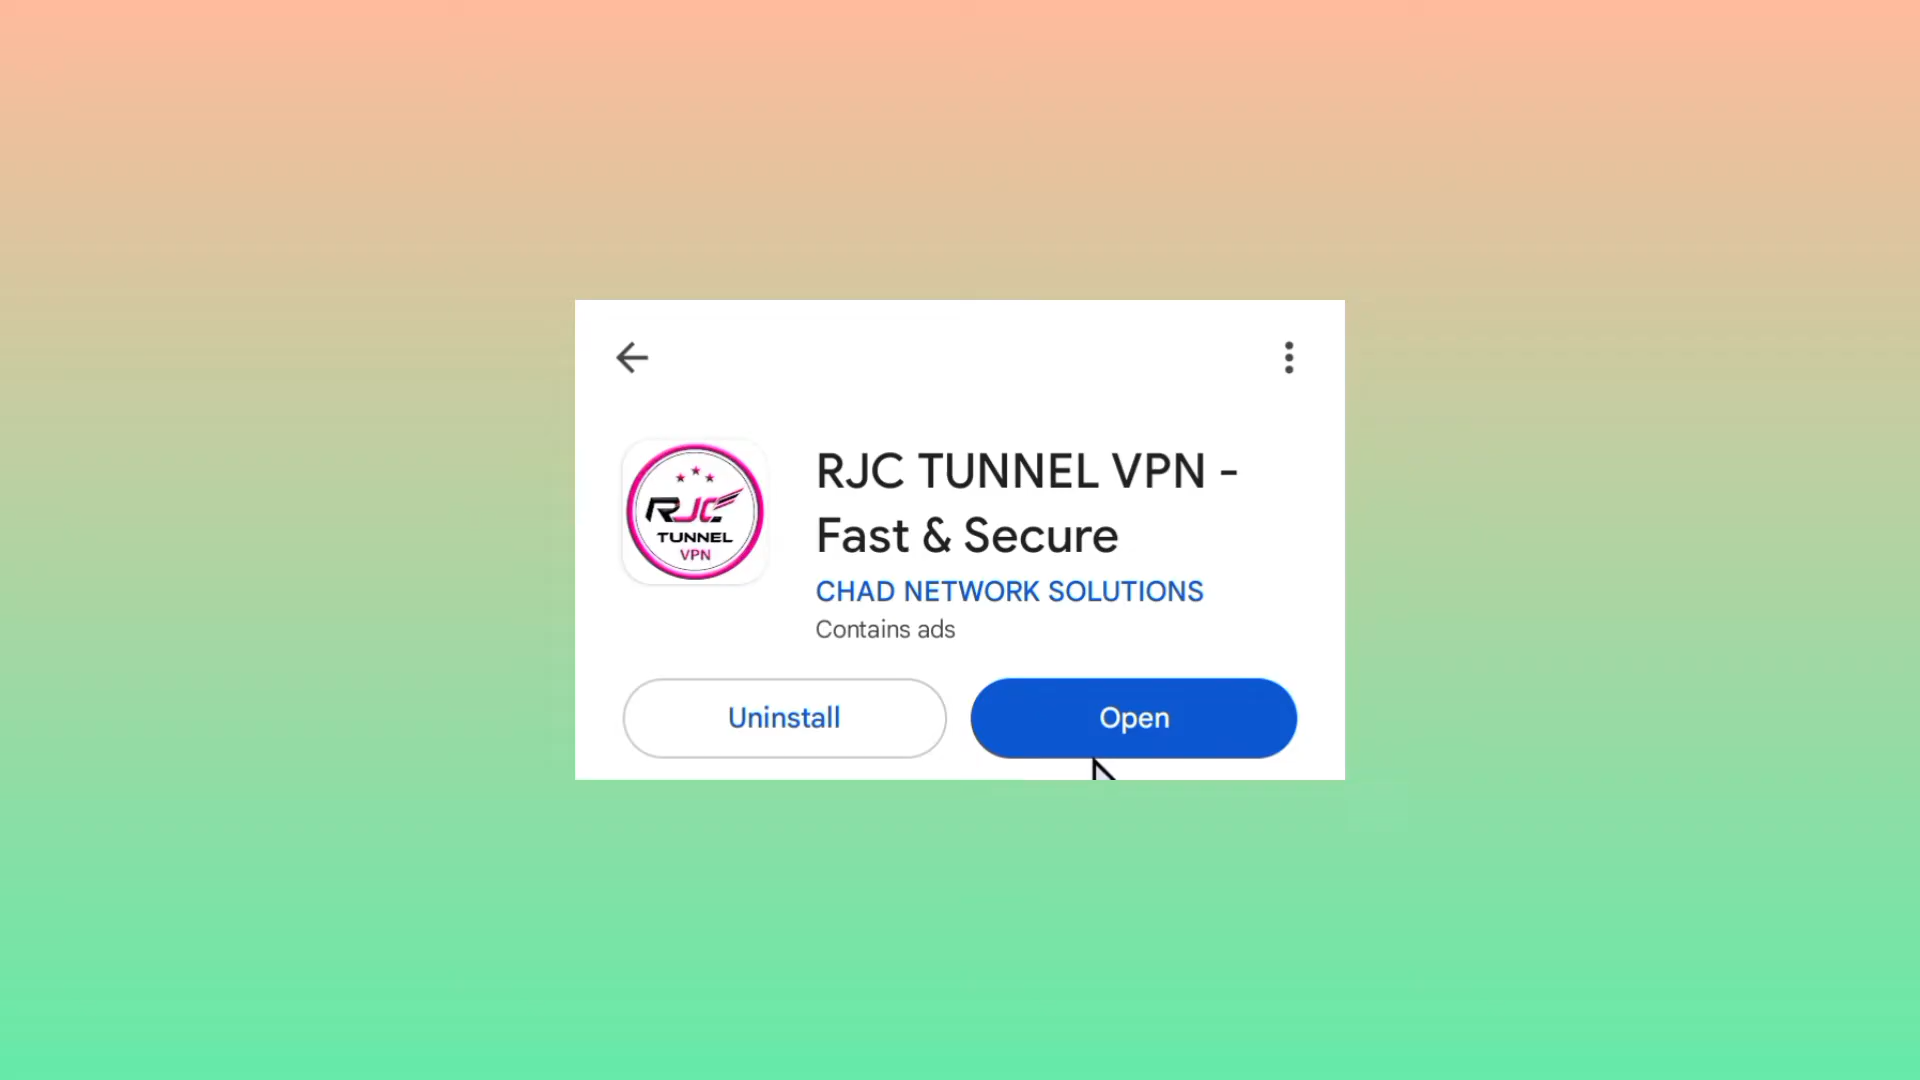 RJC
TUNNEL
VPN
RJC TUNNEL VPN -
Fast & Secure
CHAD NETWORK SOLUTIONS
Contains ads
Uninstall
Open